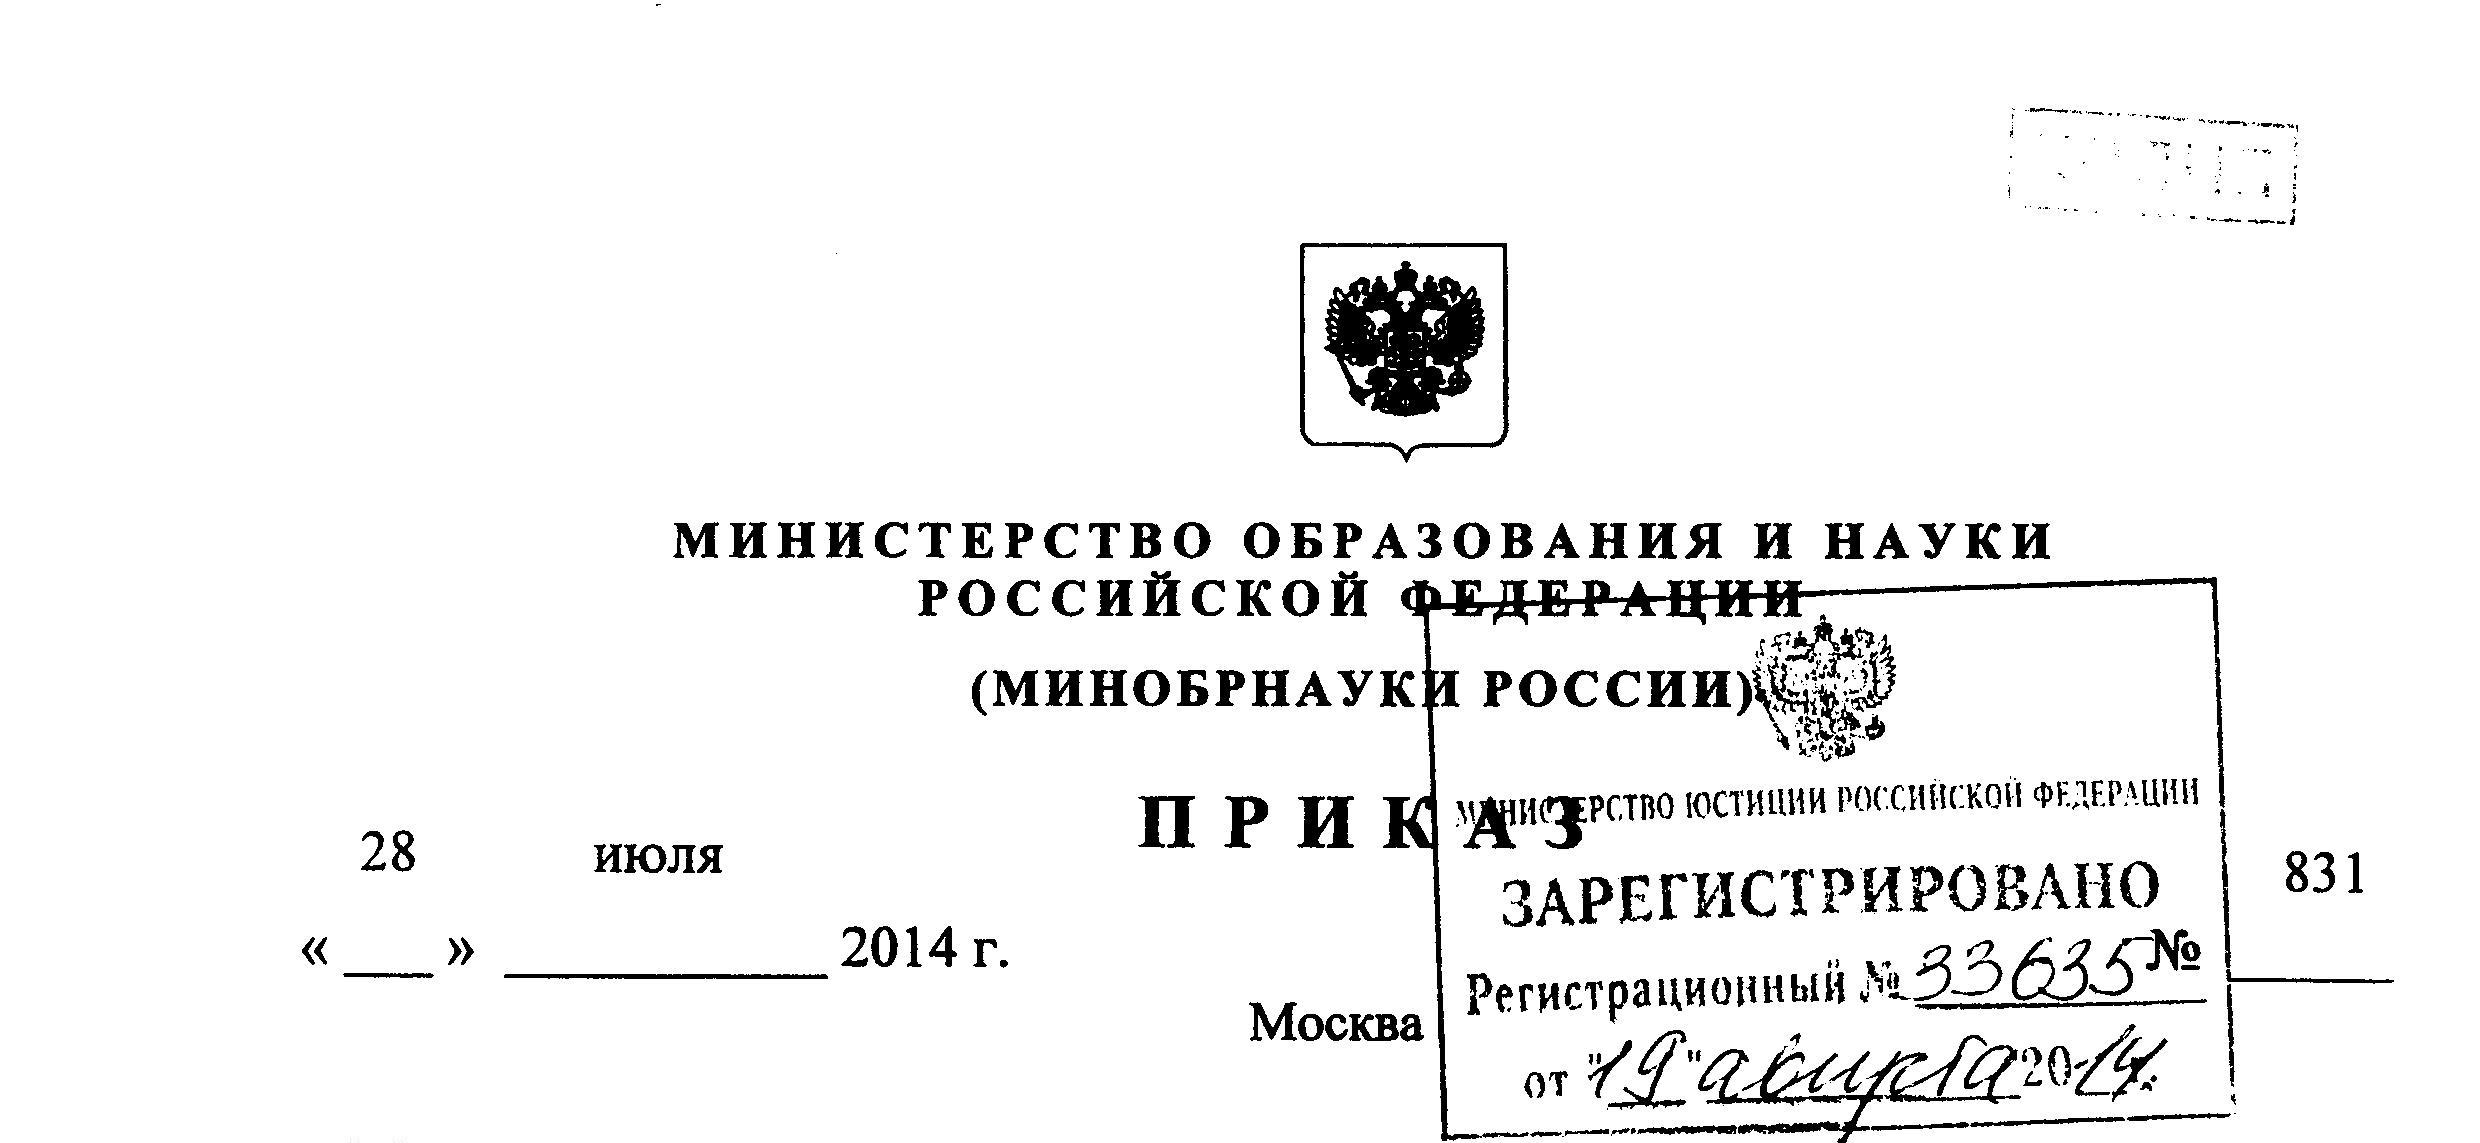 МИНИСТЕРСТВО ОБРАЗОВАНИЯ И НАУКИ
РОССИЙСКОЙ ФЕДЕРАЦИИ
(МИНОБРНАУКИ РОССИИ)
ПРИКАЗ
28 июля
831
« ___ » ___________ 2014 г.
№ ______
Москва
МИНИСТЕРСТВО ЮСТИЦИИ РОССИЙСКОЙ ФЕДЕРАЦИИ
ЗАРЕГИСТРИРОВАНО
Регистрационный № 33635
от "19" августа 2014.